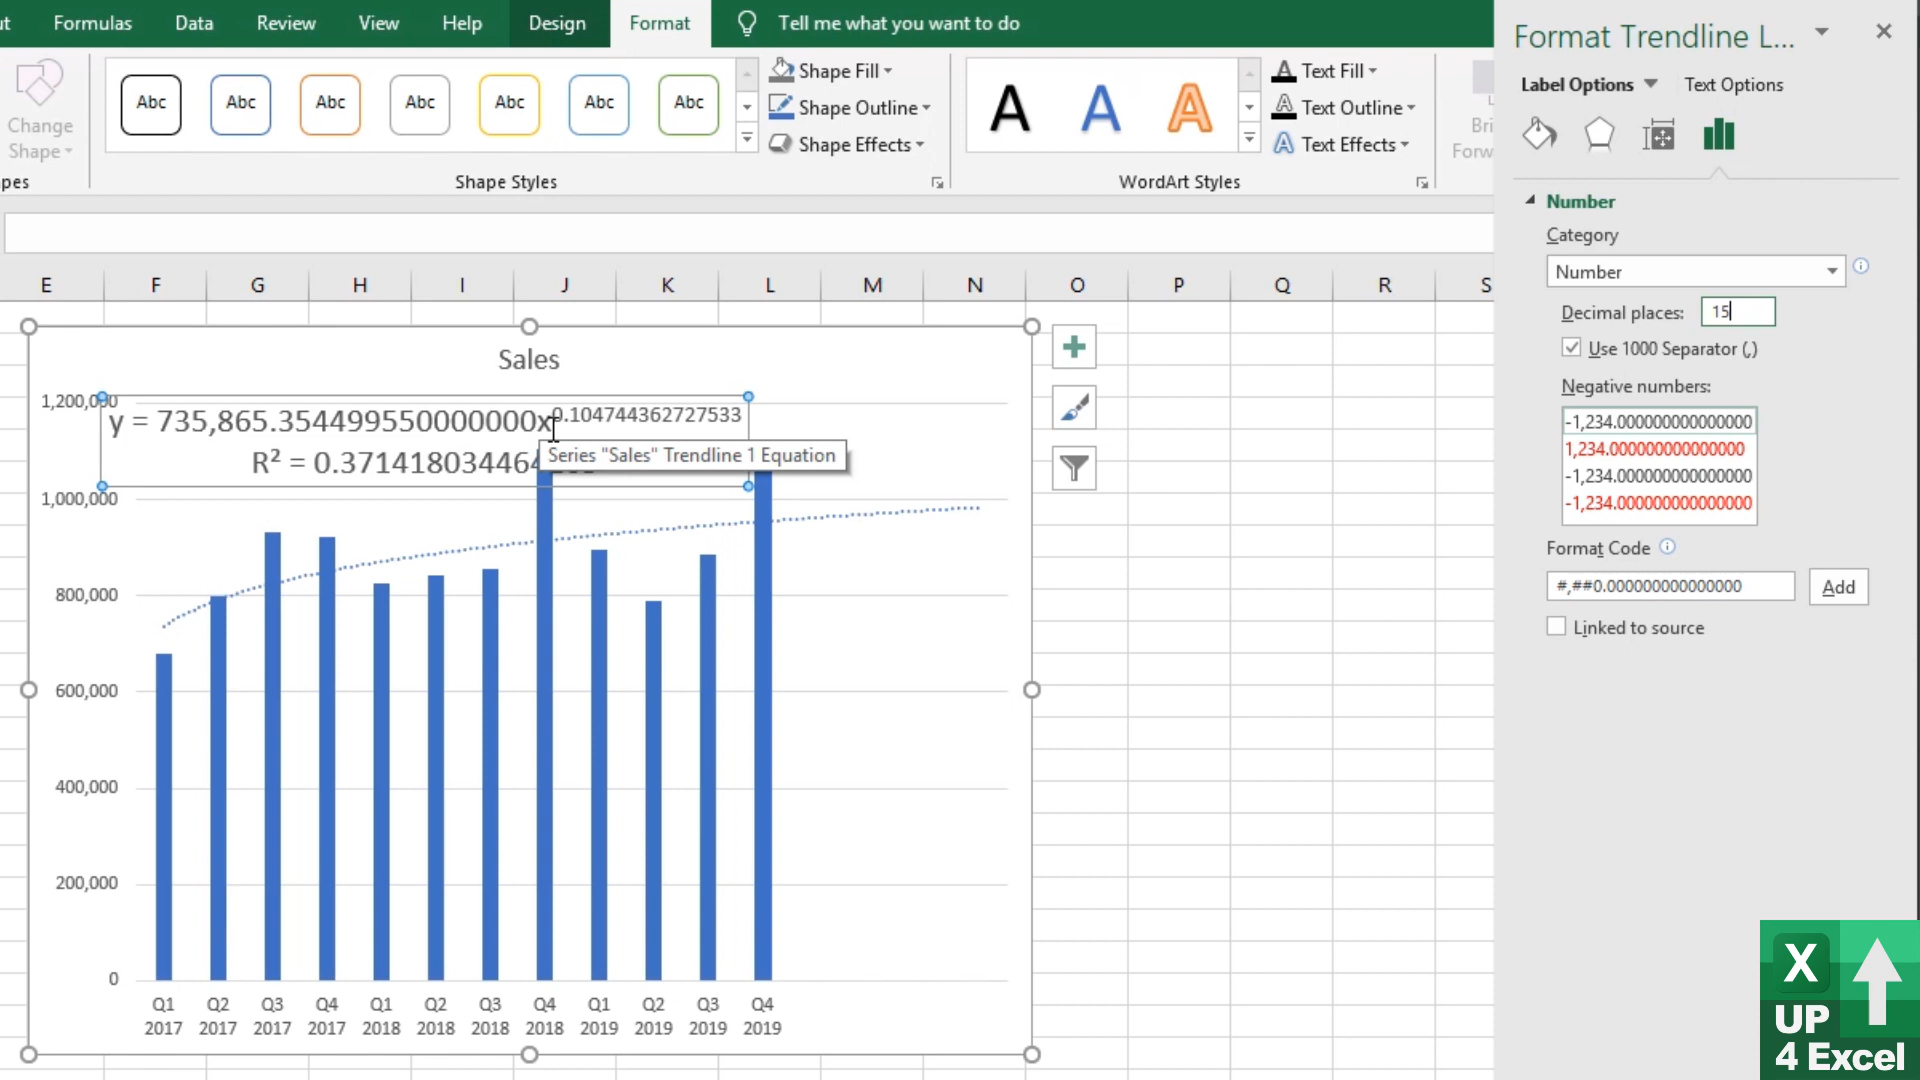 Formulas Data Review View Help Design Format Tell me what you want to do
Change
Shape
pes
Abc Abc Abc Abc Abc Abc Abc
Shape Fill
Shape Outline
Shape Effects
Shape Styles
A A A
Text Fill
Text Outline
Text Effects
WordArt Styles
Bri
Forw
E F G H I J K L M N O P Q R S
Sales
y = 735,865.354499550000000x^0.104744362727533
R² = 0.37141803446
Series "Sales" Trendline 1 Equation
1,200,000
1,000,000
800,000
600,000
400,000
200,000
0
Q1 Q2 Q3 Q4 Q1 Q2 Q3 Q4 Q1 Q2 Q3 Q4
2017 2017 2017 2017 2018 2018 2018 2018 2019 2019 2019 2019
Format Trendline L...
Label Options Text Options
Number
Category
Number
Decimal places: 15
Use 1000 Separator (,)
Negative numbers:
-1,234.000000000000000
1,234.000000000000000
-1,234.000000000000000
-1,234.000000000000000
Format Code
#,##0.000000000000000 Add
Linked to source
X
UP
4 Excel